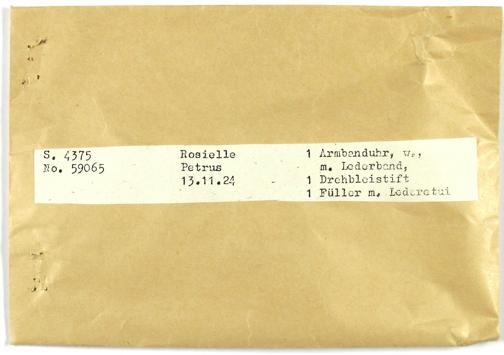 S. 4375 Rosielle 1 Armbanduhr, w.,
No. 59065 Petrus m. Lederband,
13.11.24 1 Drehbleistift
1 Füller m. Lederetui